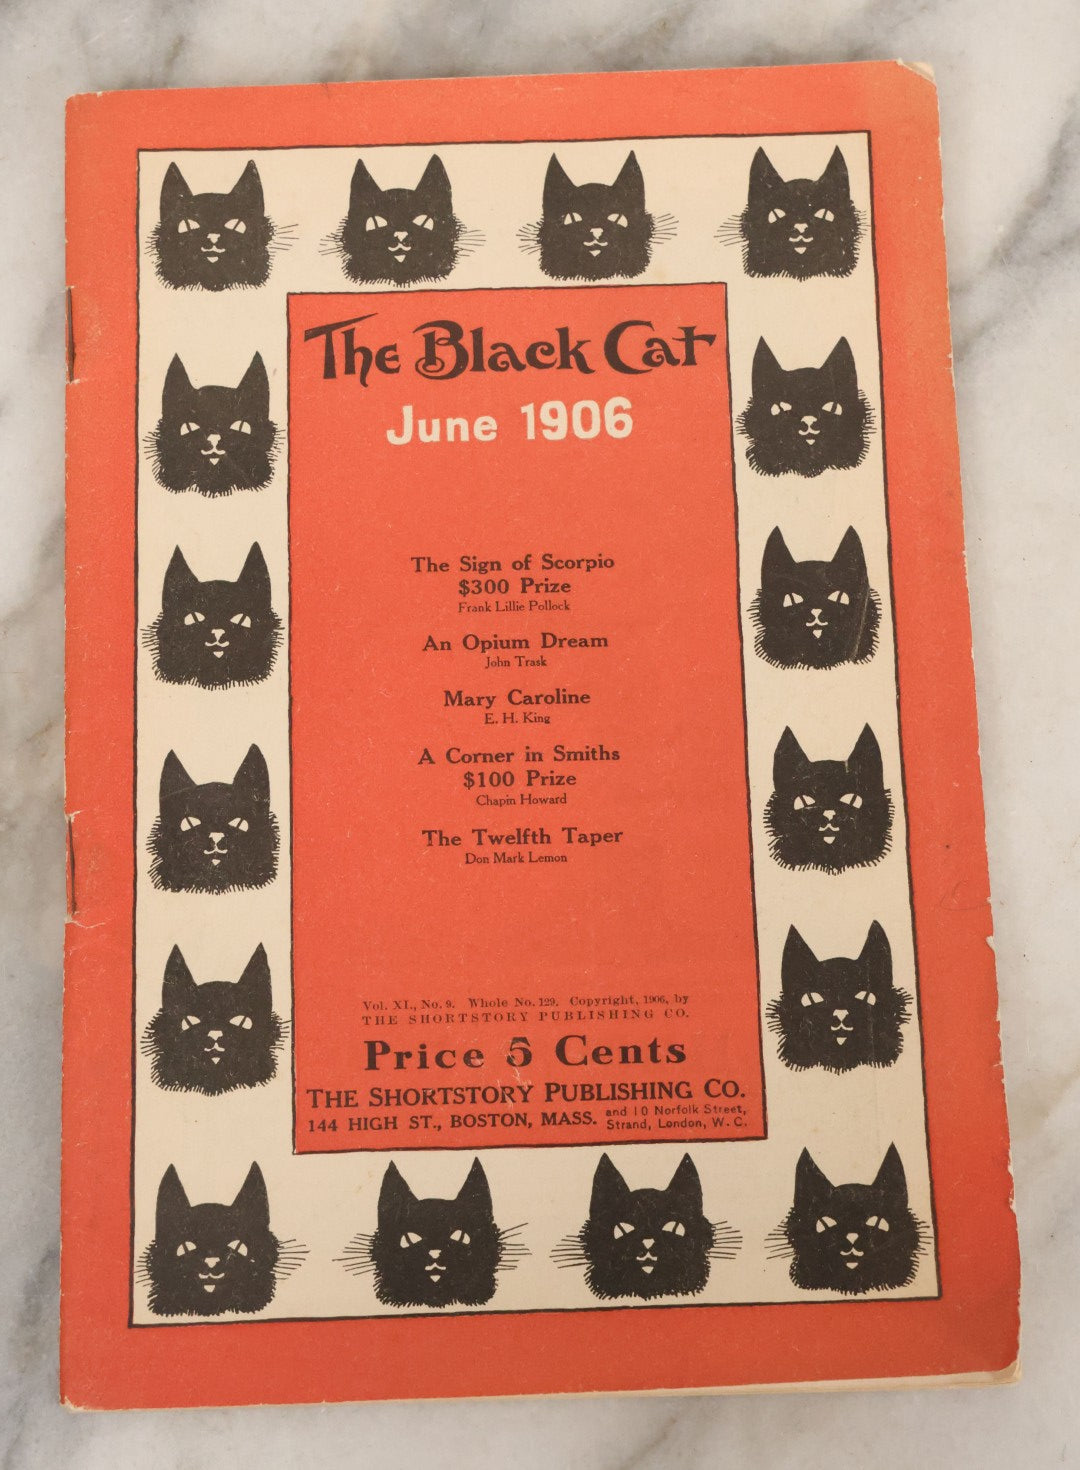 The Black Cat
June 1906
The Sign of Scorpio
$300 Prize
Frank Lillie Pollock
An Opium Dream
John Trask
Mary Caroline
E. H. King
A Corner in Smiths
$100 Prize
Chapin Howard
The Twelfth Taper
Don Mark Lemon
Vol. XI., No. 9. Whole No. 129. Copyright, 1906, by
THE SHORTSTORY PUBLISHING CO.
Price 5 Cents
THE SHORTSTORY PUBLISHING CO.
144 HIGH ST., BOSTON, MASS. and 10 Norfolk Street,
Strand, London, W. C.